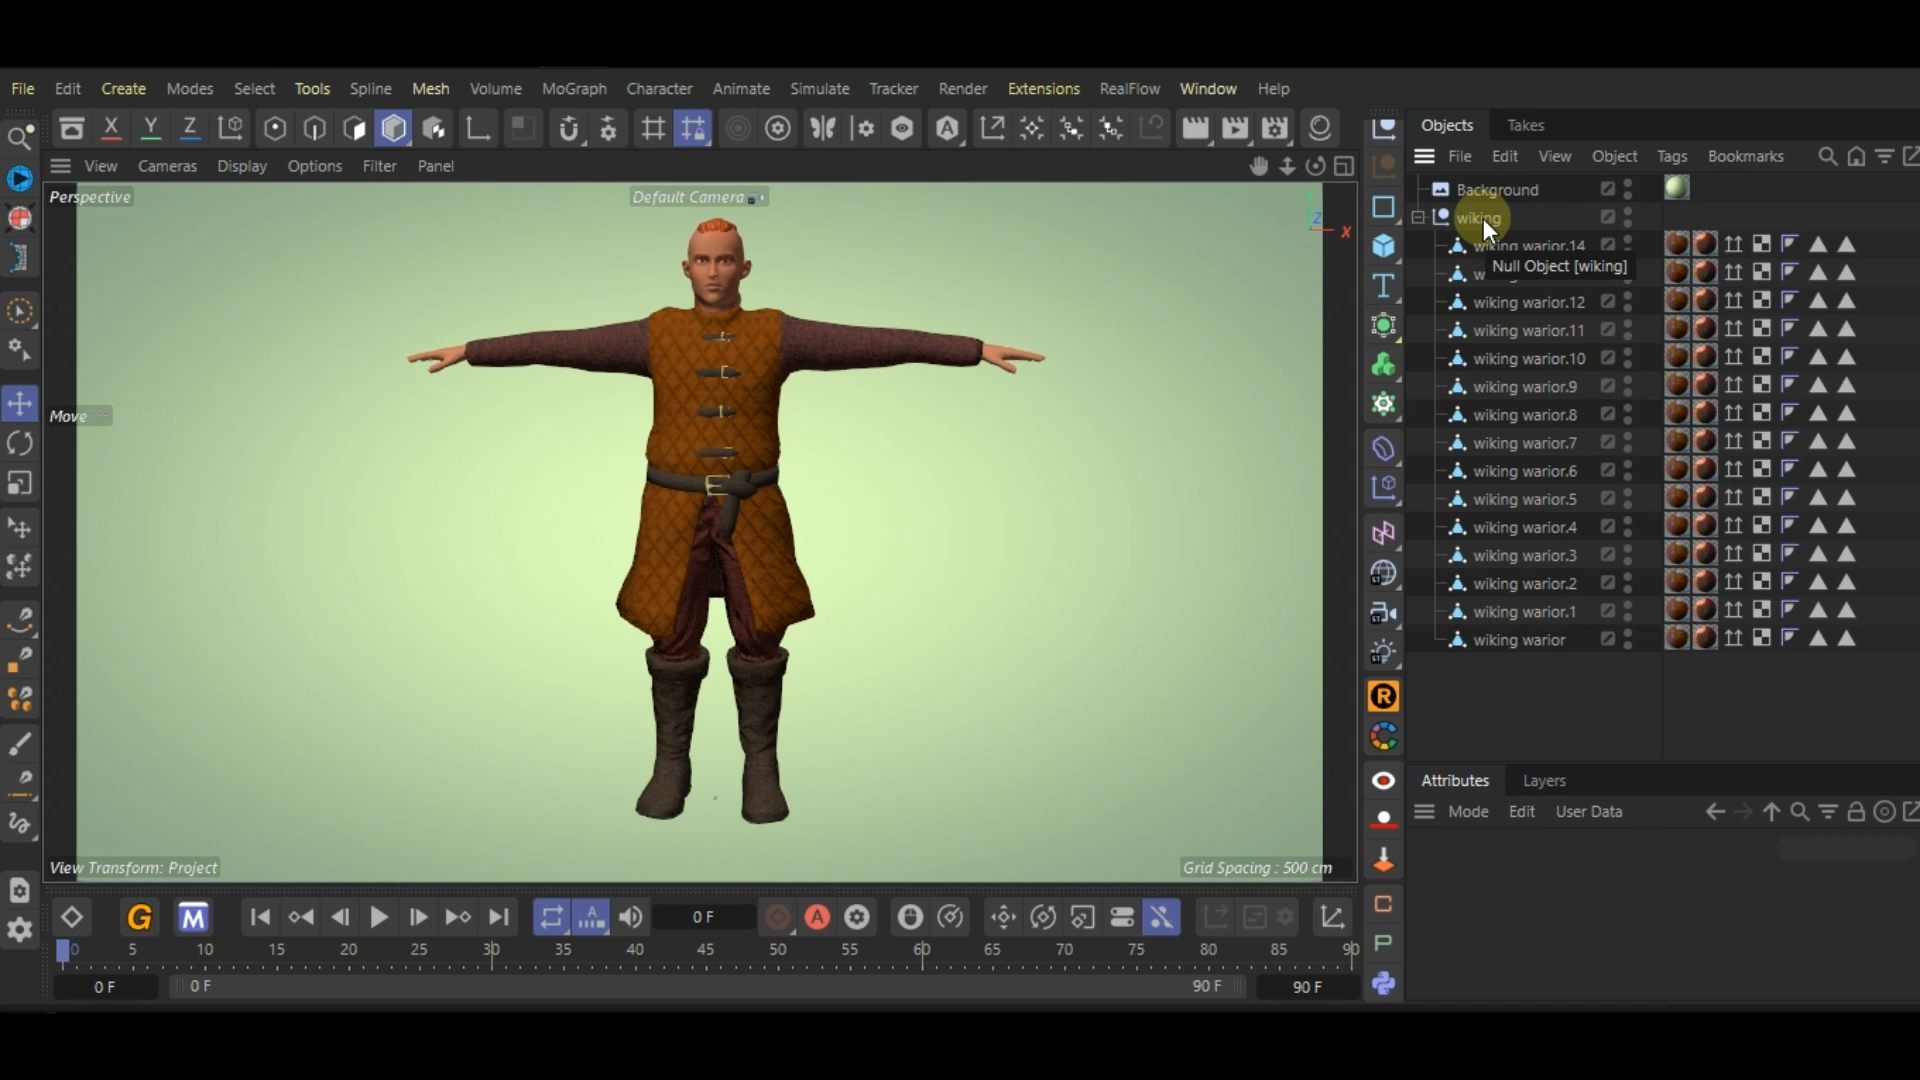 File Edit Create Modes Select Tools Spline Mesh Volume MoGraph Character Animate Simulate Tracker Render Extensions RealFlow Window Help
X Y Z
View Cameras Display Options Filter Panel
Perspective
Default Camera
Z X
Move
View Transform: Project
Grid Spacing : 500 cm
Objects Takes
File Edit View Object Tags Bookmarks
Background
wiking
wiking warior.14
Null Object [wiking]
wiking warior.12
wiking warior.11
wiking warior.10
wiking warior.9
wiking warior.8
wiking warior.7
wiking warior.6
wiking warior.5
wiking warior.4
wiking warior.3
wiking warior.2
wiking warior.1
wiking warior
Attributes Layers
Mode Edit User Data
G M 0 F A
0 5 10 15 20 25 30 35 40 45 50 55 60 65 70 75 80 85 90
0 F 0 F 90 F 90 F